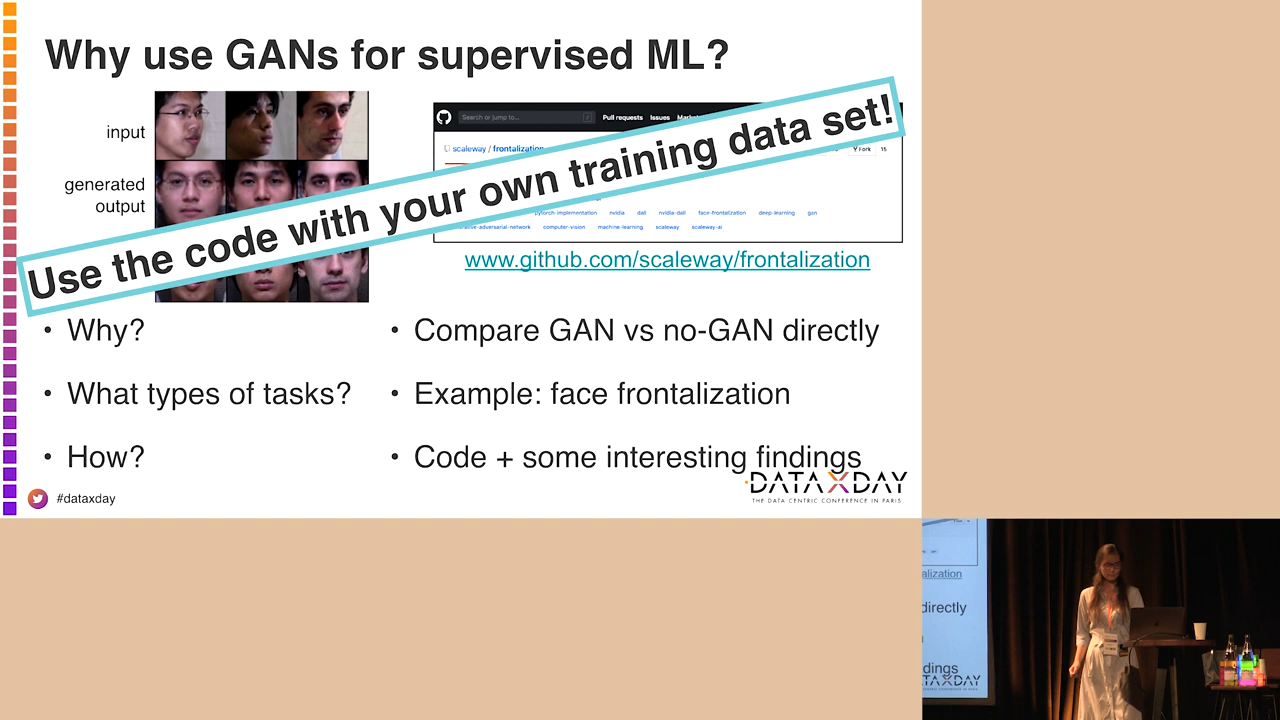 Why use GANs for supervised ML?
input
generated
output
Search or jump to...
/
Pull requests
Issues
scaleway / frontalization
Fork
15
Use the code with your own training data set!
pytorch-implementation
nvidia
dali
nvidia-dali
face-frontalization
deep-learning
gan
computer-vision
machine-learning
scaleway
scaleway-ai
www.github.com/scaleway/frontalization
• Why?
• What types of tasks?
• How?
• Compare GAN vs no-GAN directly
• Example: face frontalization
• Code + some interesting findings
#dataxday
DATAXDAY
THE DATA CENTRIC CONFERENCE IN PARIS
alization
directly
dings
TAXDAY